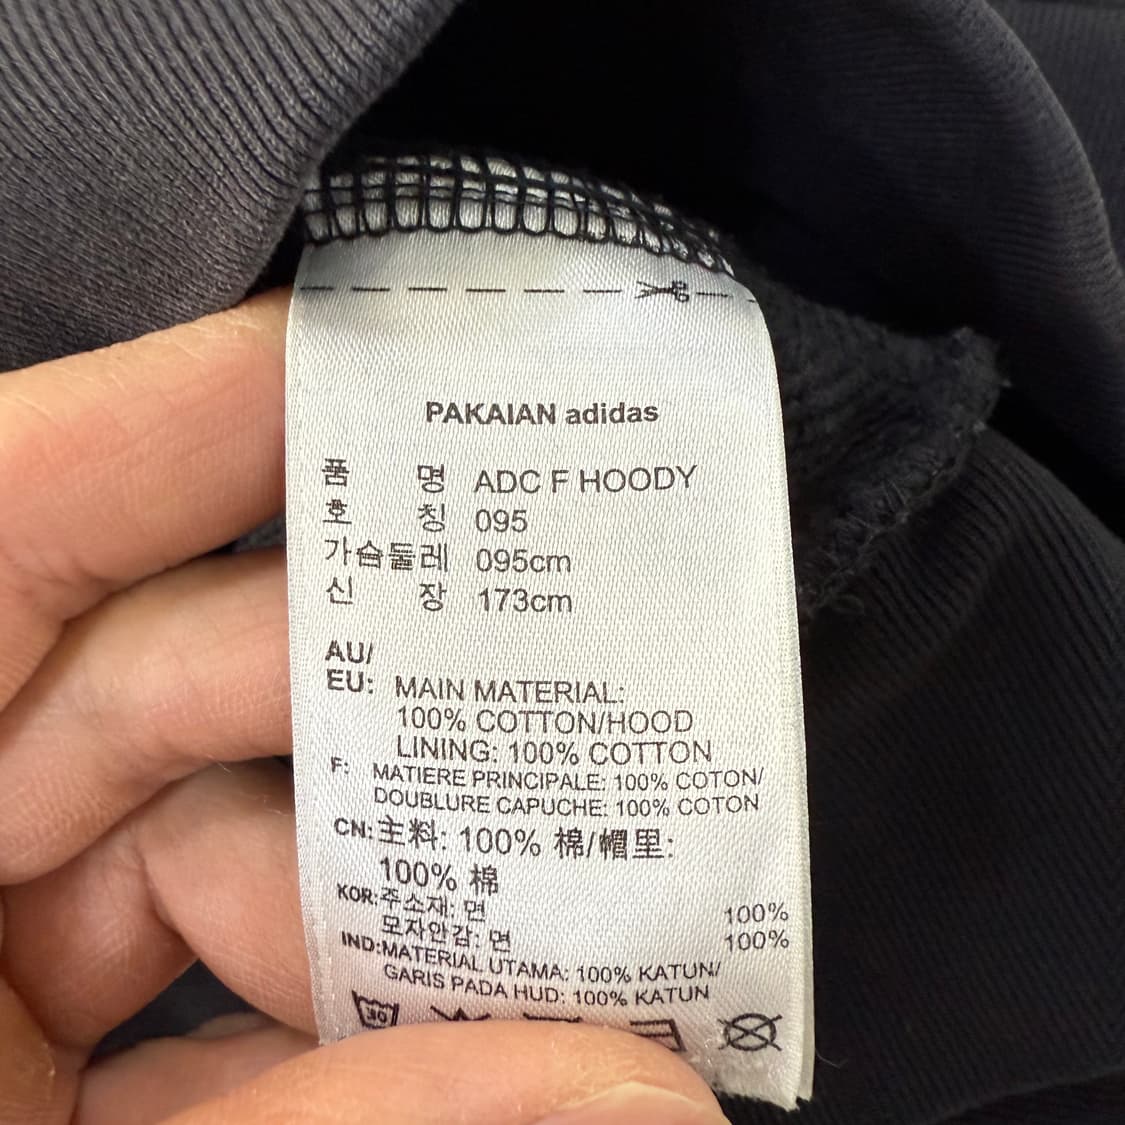 PAKAIAN adidas
품 명 ADC F HOODY
호 칭 095
가슴둘레 095cm
신 장 173cm
AU/
EU: MAIN MATERIAL:
100% COTTON/HOOD
LINING: 100% COTTON
F: MATIERE PRINCIPALE: 100% COTON/
DOUBLURE CAPUCHE: 100% COTON
CN: 主料: 100% 棉/帽里:
100% 棉
KOR: 주소재: 면 100%
모자안감: 면 100%
IND: MATERIAL UTAMA: 100% KATUN/
GARIS PADA HUD: 100% KATUN
30